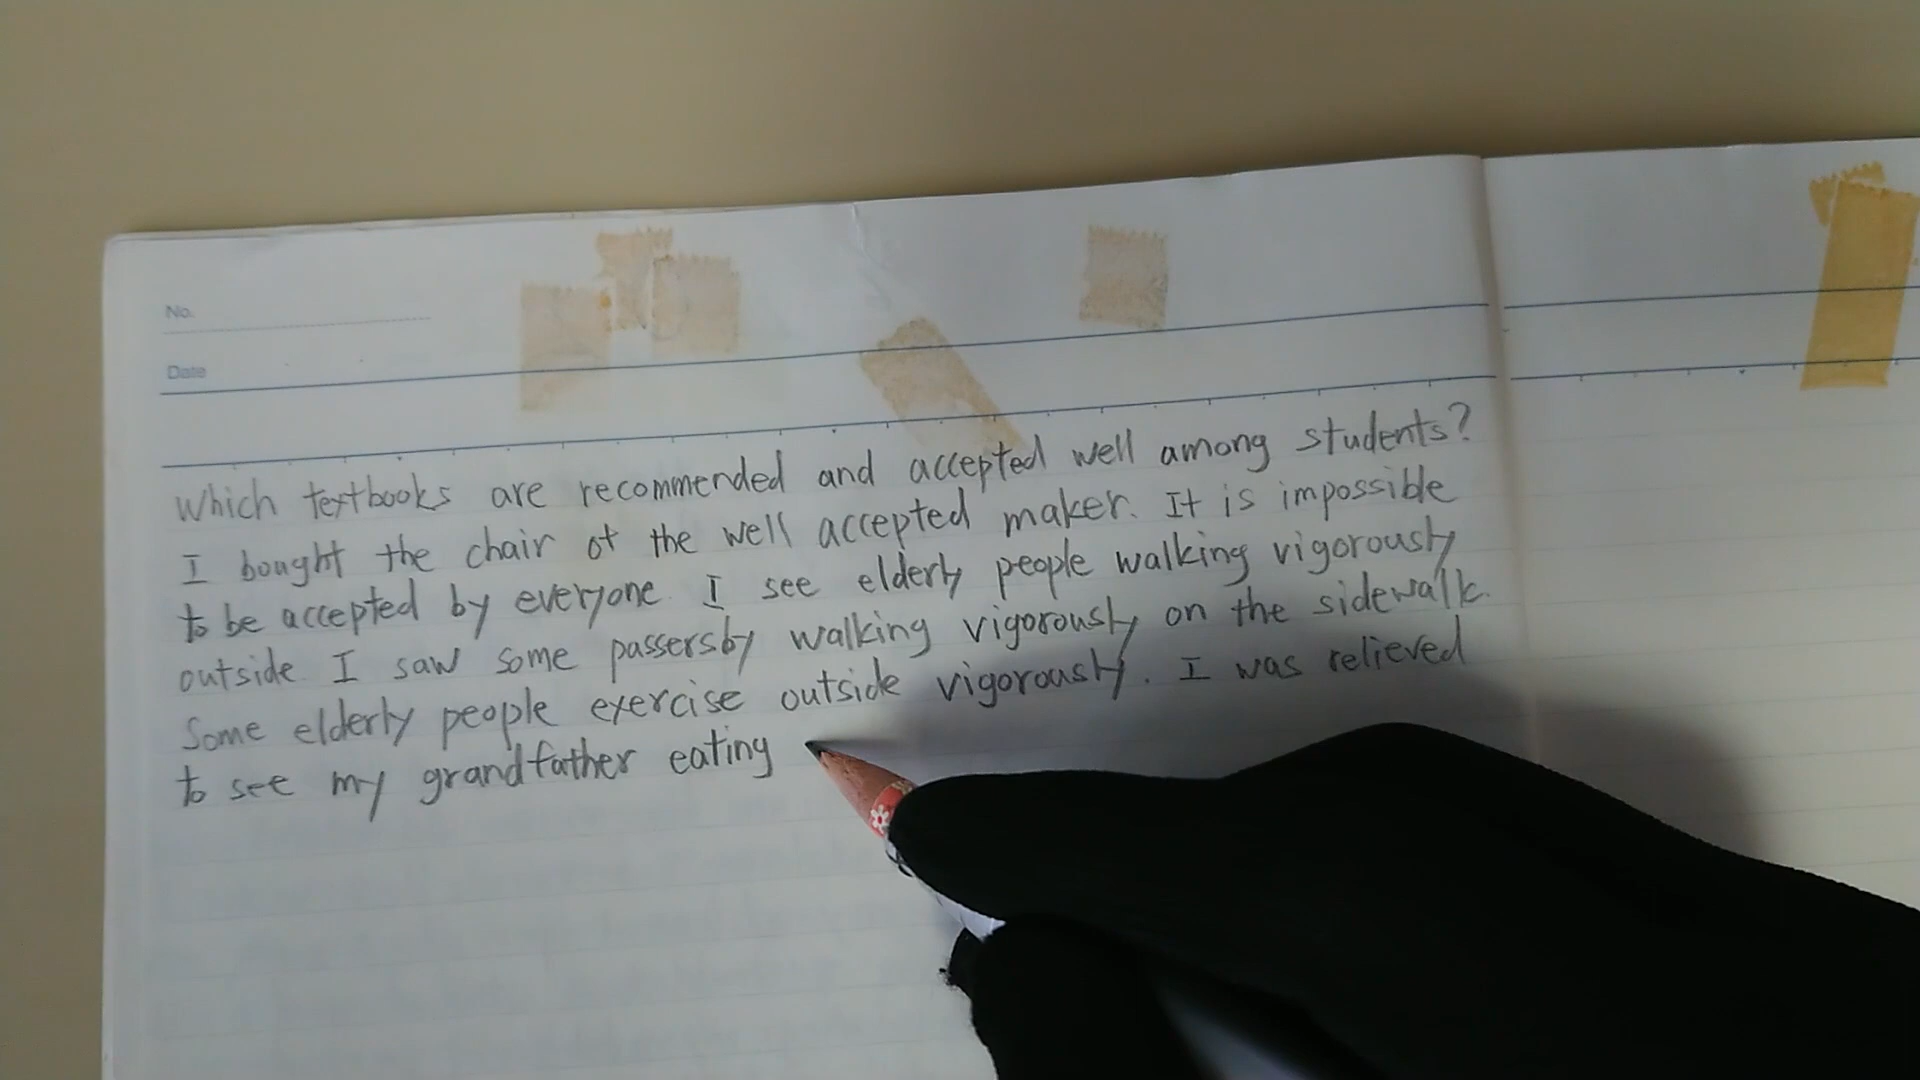 No.
Date
Which textbooks are recommended and accepted well among students?
I bought the chair of the well accepted maker. It is impossible
to be accepted by everyone. I see elderly people walking vigorously
outside. I saw some passersby walking vigorously on the sidewalk.
Some elderly people exercise outside vigorously. I was relieved
to see my grandfather eating